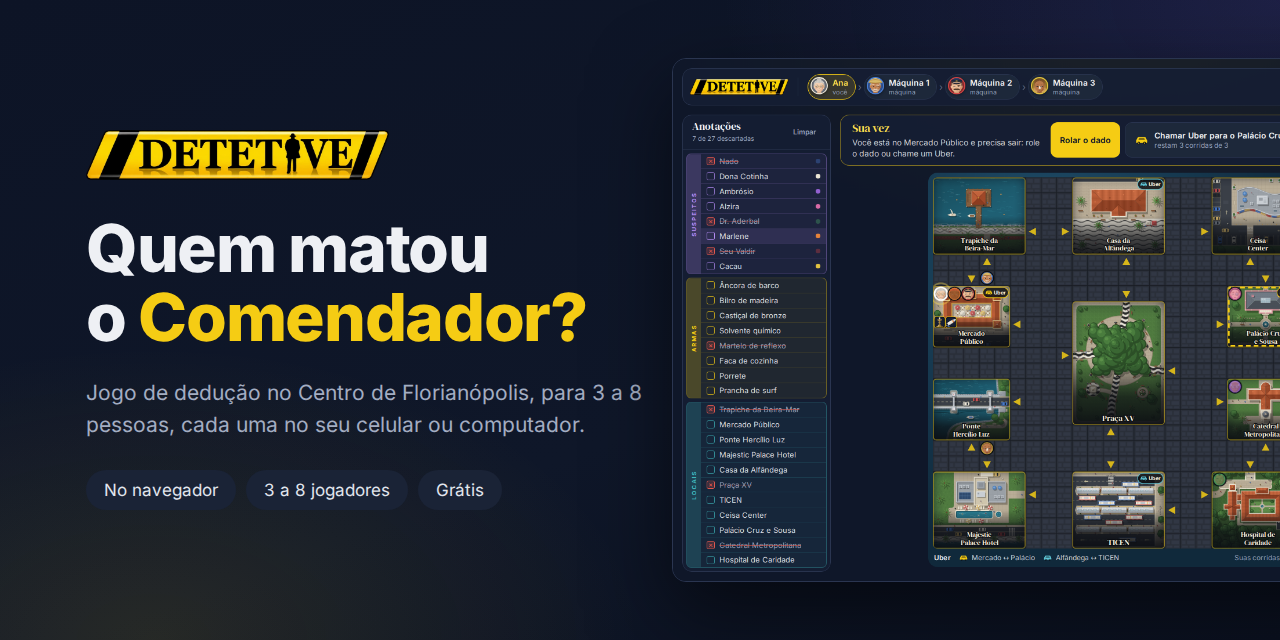 DETETIVE
Quem matou
o Comendador?
Jogo de dedução no Centro de Florianópolis, para 3 a 8
pessoas, cada uma no seu celular ou computador.
No navegador
3 a 8 jogadores
Grátis
DETETIVE
Ana
você
Máquina 1
máquina
Máquina 2
máquina
Máquina 3
máquina
Anotações
7 de 27 descartadas
Limpar
SUSPEITOS
Nado
Dona Cotinha
Ambrósio
Alzira
Dr. Aderbal
Marlene
Seu Valdir
Cacau
ARMAS
Âncora de barco
Bilro de madeira
Castiçal de bronze
Solvente químico
Martelo de reflexo
Faca de cozinha
Porrete
Prancha de surf
LOCAIS
Trapiche da Beira-Mar
Mercado Público
Ponte Hercílio Luz
Majestic Palace Hotel
Casa da Alfândega
Praça XV
TICEN
Ceisa Center
Palácio Cruz e Sousa
Catedral Metropolitana
Hospital de Caridade
Sua vez
Você está no Mercado Público e precisa sair: role
o dado ou chame um Uber.
Rolar o dado
Chamar Uber para o Palácio Cru
restam 3 corridas de 3
Trapiche da
Beira-Mar
Uber
Casa da
Alfândega
Ceisa
Center
Uber
Mercado
Público
Praça XV
Palácio Cru
e Sousa
Ponte
Hercílio Luz
Catedral
Metropolita
Majestic
Palace Hotel
Uber
TICEN
Hospital de
Caridade
Uber
Mercado ↔ Palácio
Alfândega ↔ TICEN
Suas corridas